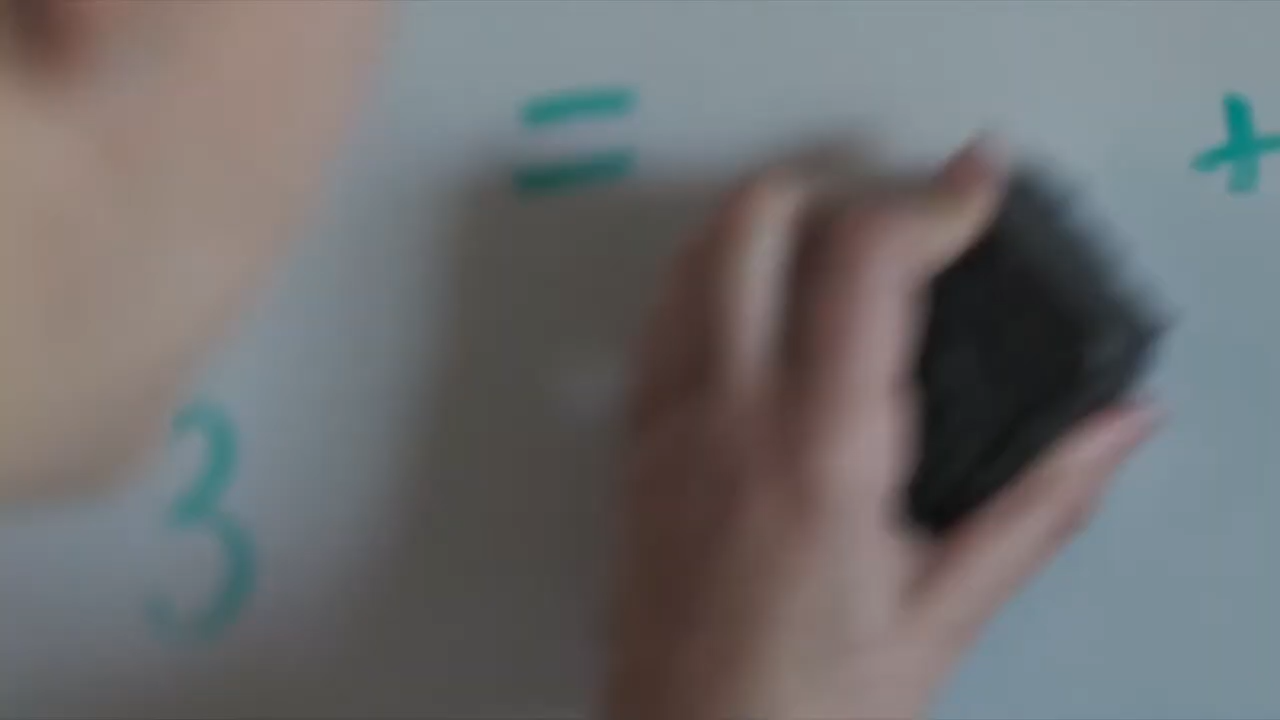 = +
3